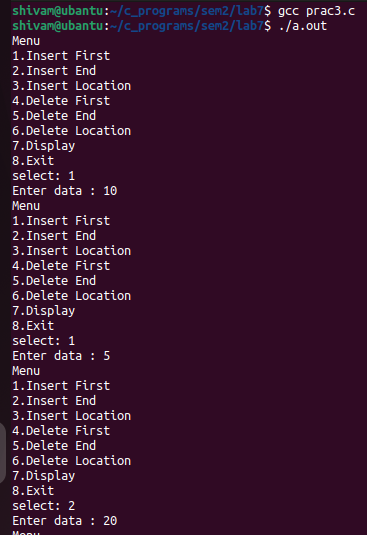 shivam@ubantu:~/c_programs/sem2/lab7$ gcc prac3.c
shivam@ubantu:~/c_programs/sem2/lab7$ ./a.out
Menu
1.Insert First
2.Insert End
3.Insert Location
4.Delete First
5.Delete End
6.Delete Location
7.Display
8.Exit
select: 1
Enter data : 10
Menu
1.Insert First
2.Insert End
3.Insert Location
4.Delete First
5.Delete End
6.Delete Location
7.Display
8.Exit
select: 1
Enter data : 5
Menu
1.Insert First
2.Insert End
3.Insert Location
4.Delete First
5.Delete End
6.Delete Location
7.Display
8.Exit
select: 2
Enter data : 20
Menu